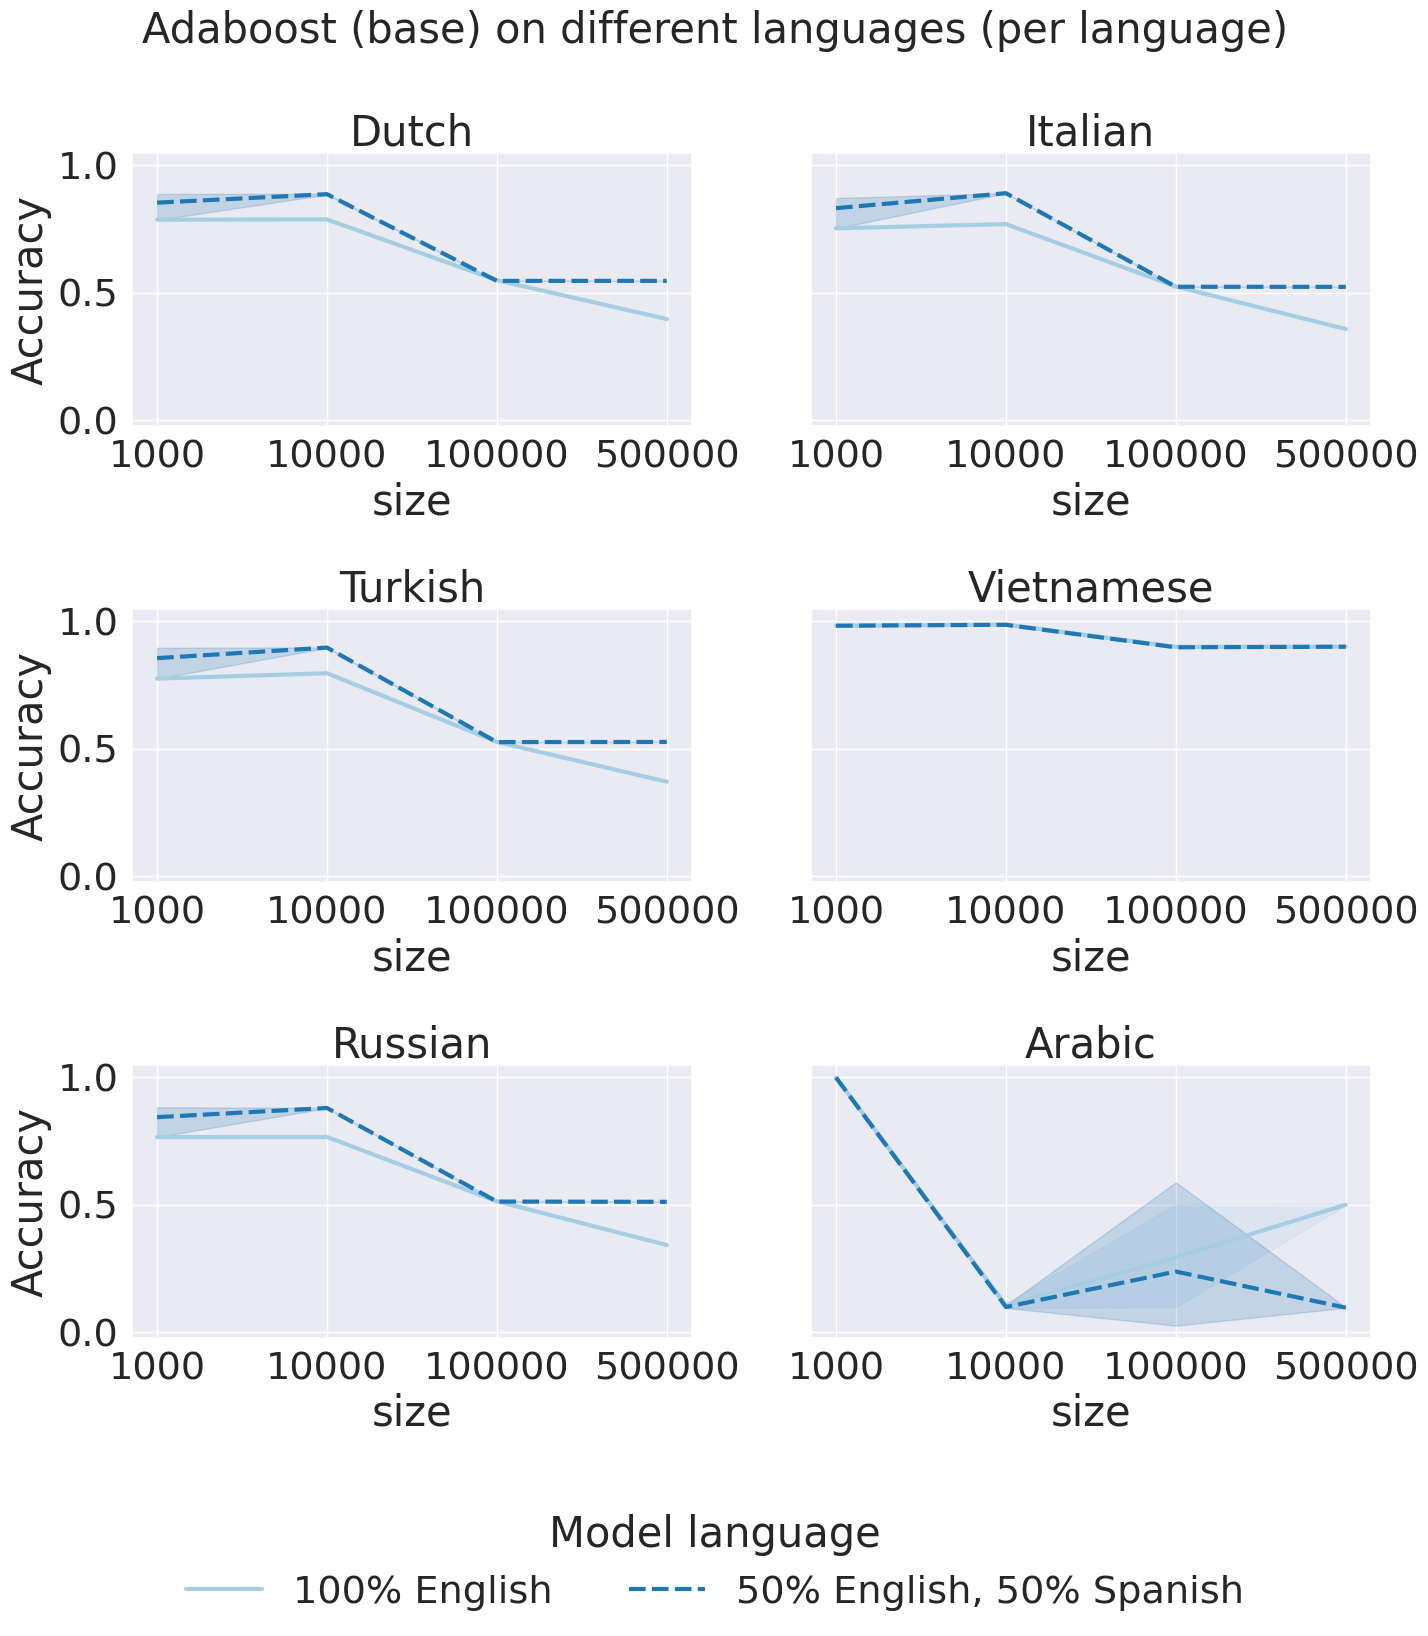 Adaboost (base) on different languages (per language)
Dutch
Italian
1.0
0.5
0.0
Accuracy
1000 10000 100000 500000
size
1000 10000 100000 500000
size
Turkish
Vietnamese
1.0
0.5
0.0
Accuracy
1000 10000 100000 500000
size
1000 10000 100000 500000
size
Russian
Arabic
1.0
0.5
0.0
Accuracy
1000 10000 100000 500000
size
1000 10000 100000 500000
size
Model language
100% English
50% English, 50% Spanish